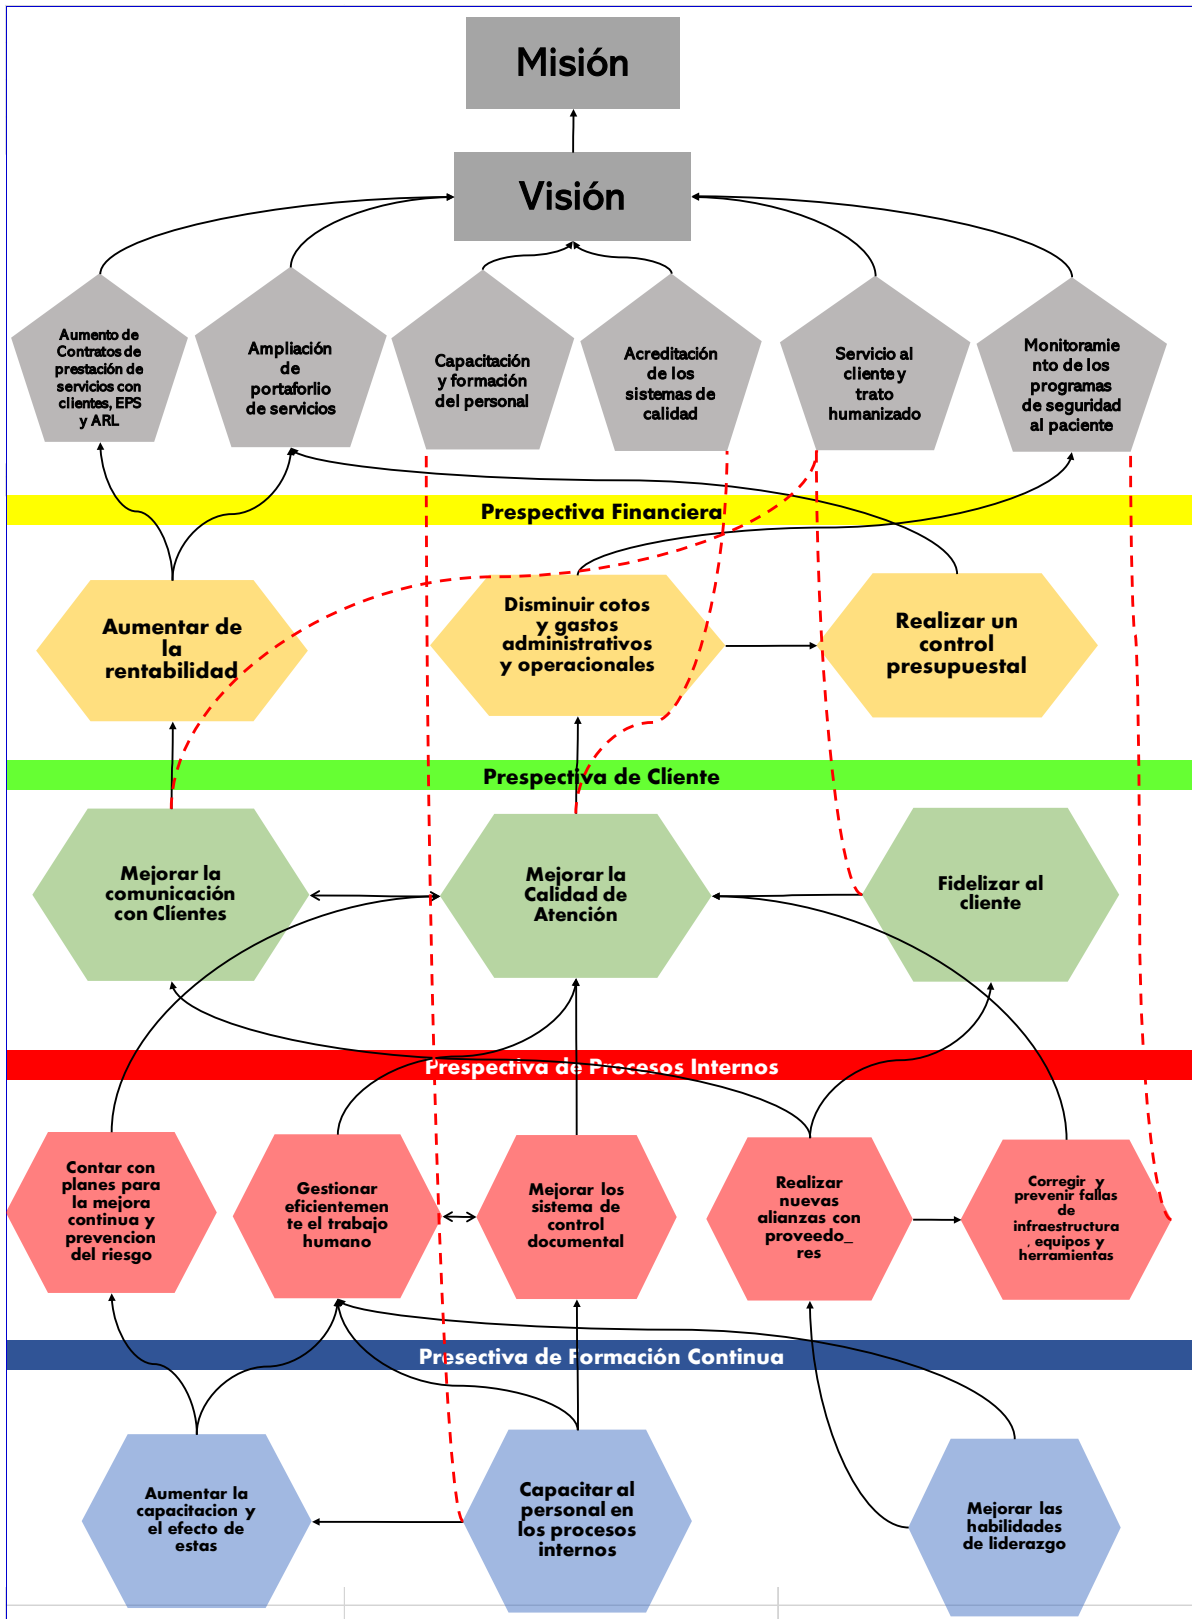 Misión
Visión
Aumento de
Contratos de
prestación de
servicios con
clientes, EPS
y ARL
Ampliación
de
portaforlio
de servicios
Capacitación
y formación
del personal
Acreditación
de los
sistemas de
calidad
Servicio al
cliente y
trato
humanizado
Monitoramie
nto de los
programas
de seguridad
al paciente
Prespectiva Financiera
Aumentar de
la
rentabilidad
Disminuir cotos
y gastos
administrativos
y operacionales
Realizar un
control
presupuestal
Prespectiva de Clíente
Mejorar la
comunicación
con Clíentes
Mejorar la
Calidad de
Atención
Fidelizar al
cliente
Prespectiva de Procesos Internos
Contar con
planes para
la mejora
continua y
prevencion
del riesgo
Gestionar
eficientemen
te el trabajo
humano
Mejorar los
sistema de
control
documental
Realizar
nuevas
alianzas con
proveedo_
res
Corregir y
prevenir fallas
de
infraestructura
, equipos y
herramientas
Presectiva de Formación Continua
Aumentar la
capacitacion y
el efecto de
estas
Capacitar al
personal en
los procesos
internos
Mejorar las
habilidades
de liderazgo